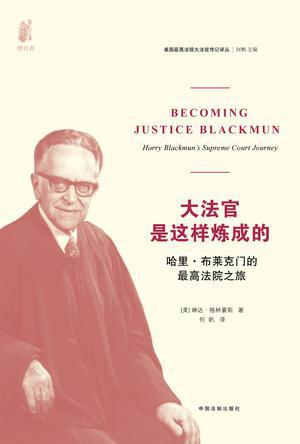 美国最高法院大法官传记译丛 / 何帆 主编
BECOMING
JUSTICE BLACKMUN
Harry Blackmun's Supreme Court Journey
大法官
是这样炼成的
哈里·布莱克门的
最高法院之旅
[美] 琳达·格林豪斯 著
何 帆 译
中国法制出版社